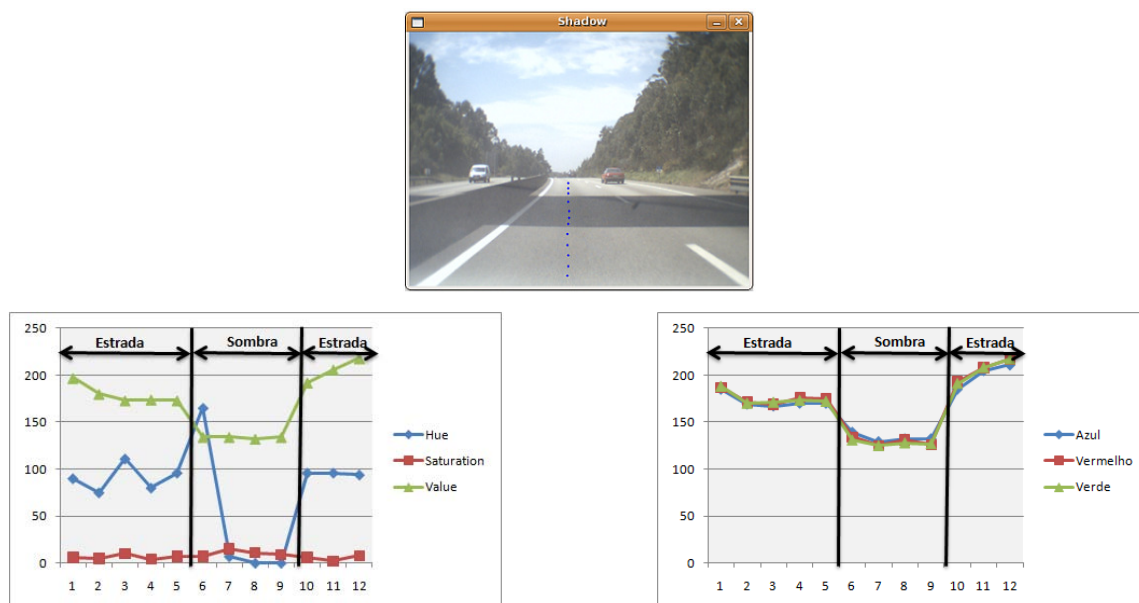 Shadow
250
200
150
100
50
0
Estrada Sombra Estrada
1 2 3 4 5 6 7 8 9 10 11 12
Hue
Saturation
Value
250
200
150
100
50
0
Estrada Sombra Estrada
1 2 3 4 5 6 7 8 9 10 11 12
Azul
Vermelho
Verde